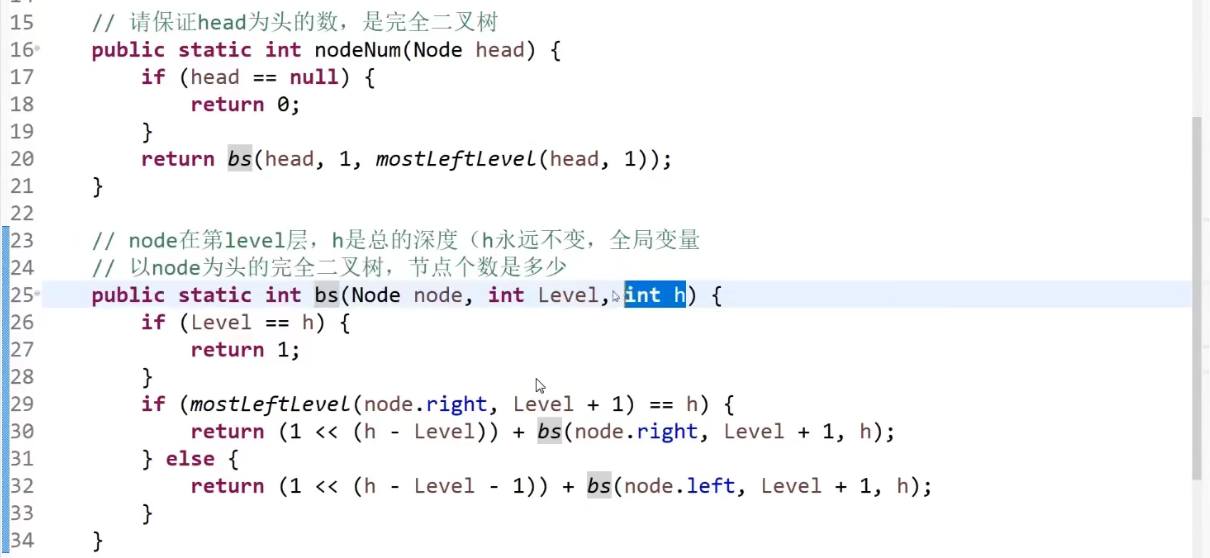 15 // 请保证head为头的数，是完全二叉树
16 public static int nodeNum(Node head) {
17 if (head == null) {
18 return 0;
19 }
20 return bs(head, 1, mostLeftLevel(head, 1));
21 }
22
23 // node在第level层，h是总的深度（h永远不变，全局变量
24 // 以node为头的完全二叉树，节点个数是多少
25 public static int bs(Node node, int Level, int h) {
26 if (Level == h) {
27 return 1;
28 }
29 if (mostLeftLevel(node.right, Level + 1) == h) {
30 return (1 << (h - Level)) + bs(node.right, Level + 1, h);
31 } else {
32 return (1 << (h - Level - 1)) + bs(node.left, Level + 1, h);
33 }
34 }